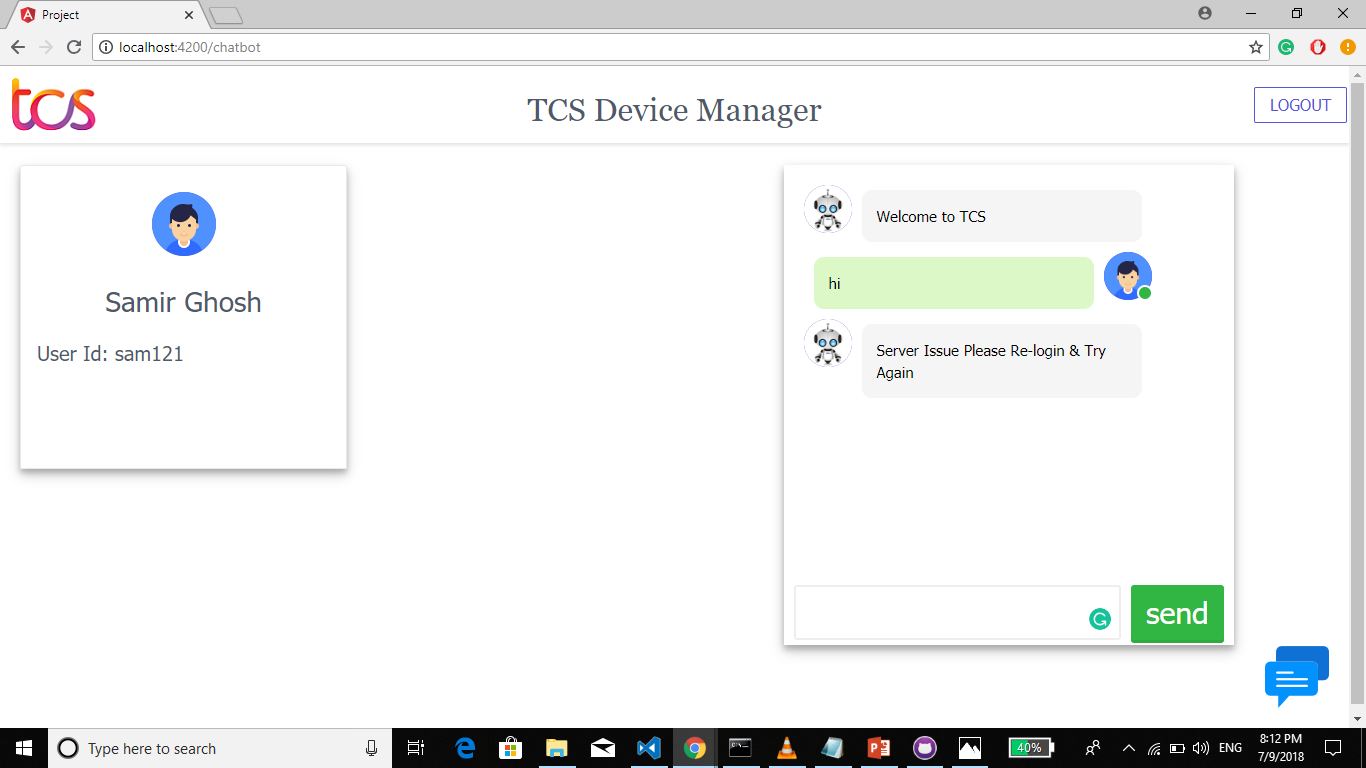 Project
localhost:4200/chatbot
tcs
TCS Device Manager
LOGOUT
Samir Ghosh
User Id: sam121
Welcome to TCS
hi
Server Issue Please Re-login & Try
Again
send
Type here to search
40%
ENG
8:12 PM
7/9/2018